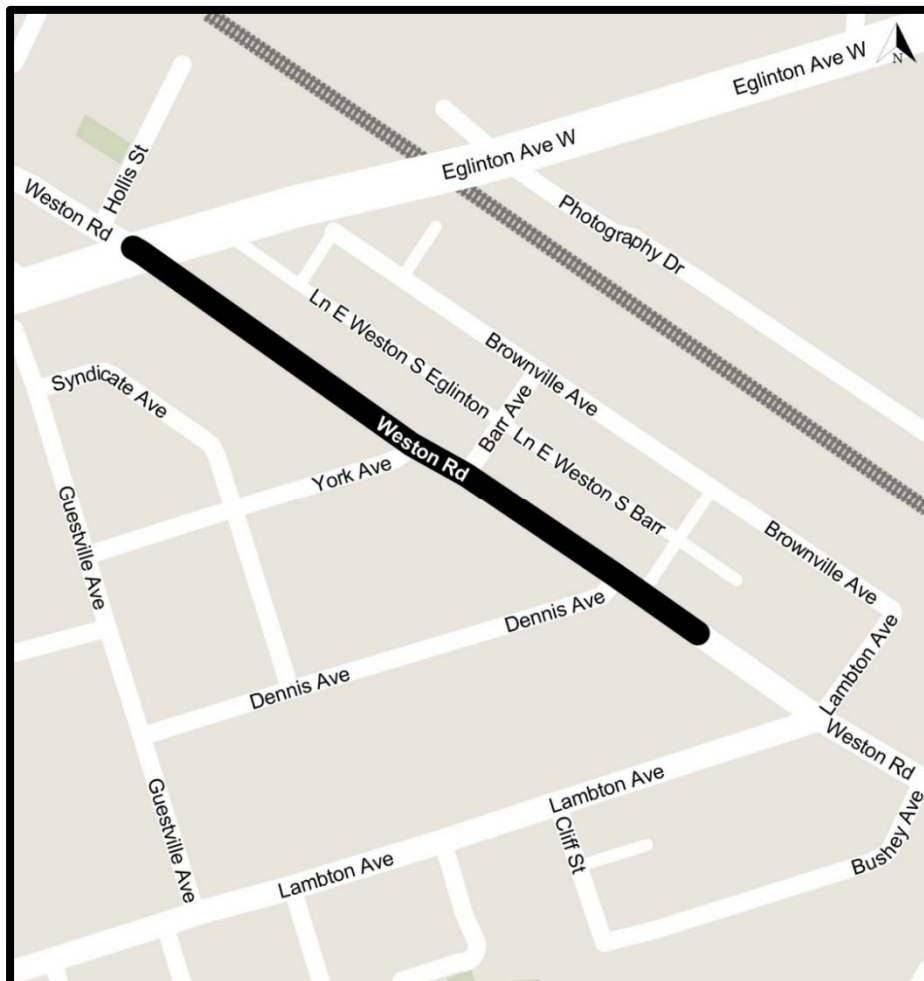 Eglinton Ave W
N
Eglinton Ave W
Hollis St
Weston Rd
Photography Dr
Ln E Weston S Eglinton
Brownville Ave
Syndicate Ave
Barr Ave
Weston Rd
Ln E Weston S Barr
York Ave
Guestville Ave
Brownville Ave
Dennis Ave
Dennis Ave
Lambton Ave
Weston Rd
Guestville Ave
Lambton Ave
Cliff St
Bushey Ave
Lambton Ave